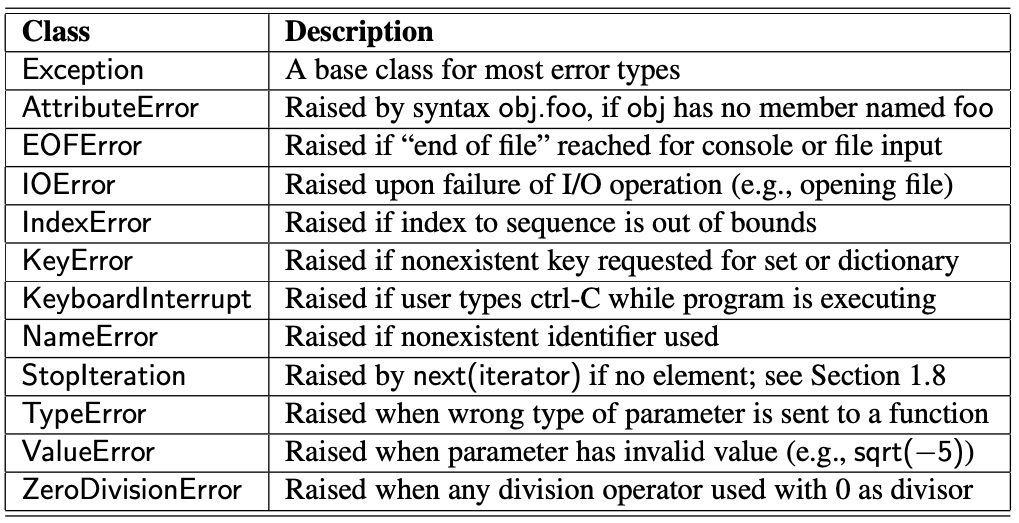 Class Description
Exception A base class for most error types
AttributeError Raised by syntax obj.foo, if obj has no member named foo
EOFError Raised if “end of file” reached for console or file input
IOError Raised upon failure of I/O operation (e.g., opening file)
IndexError Raised if index to sequence is out of bounds
KeyError Raised if nonexistent key requested for set or dictionary
KeyboardInterrupt Raised if user types ctrl-C while program is executing
NameError Raised if nonexistent identifier used
StopIteration Raised by next(iterator) if no element; see Section 1.8
TypeError Raised when wrong type of parameter is sent to a function
ValueError Raised when parameter has invalid value (e.g., sqrt(−5))
ZeroDivisionError Raised when any division operator used with 0 as divisor